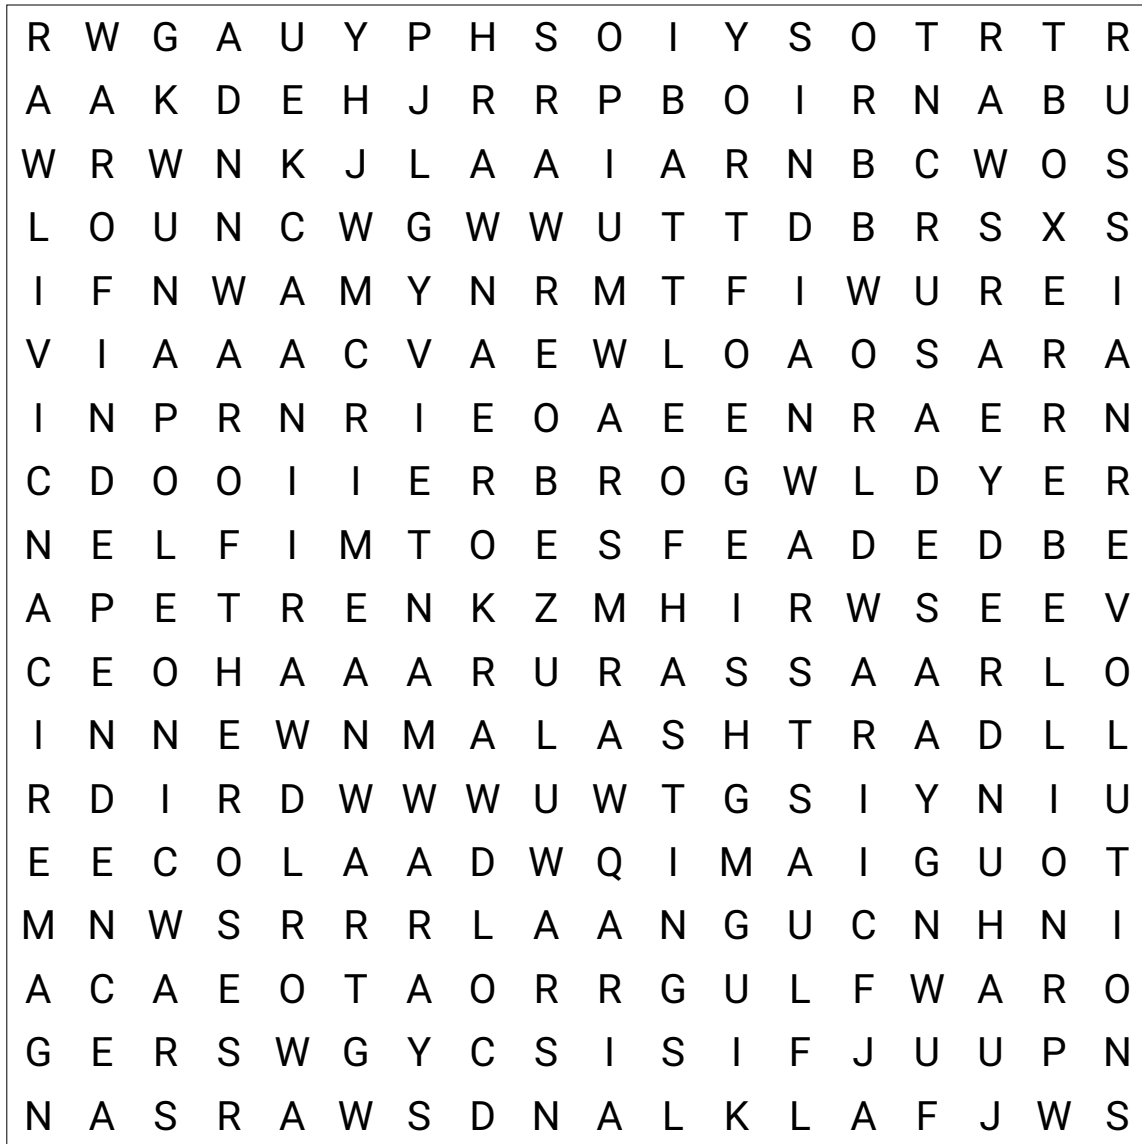 R W G A U Y P H S O I Y S O T R T R
A A K D E H J R R P B O I R N A B U
W R W N K J L A A I A R N B C W O S
L O U N C W G W W U T T D B R S X S
I F N W A M Y N R M T F I W U R E I
V I A A A C V A E W L O A O S A R A
I N P R N R I E O A E E N R A E R N
C D O O I I E R B R O G W L D Y E R
N E L F I M T O E S F E A D E D B E
A P E T R E N K Z M H I R W S E E V
C E O H A A A R U R A S S A A R L O
I N N E W N M A L A S H T R A D L L
R D I R D W W W U W T G S I Y N I U
E E C O L A A D W Q I M A I G U O T
M N W S R R R L A A N G U C N H N I
A C A E O T A O R R G U L F W A R O
G E R S W G Y C S I S I F J U U P N
N A S R A W S D N A L K L A F J W S